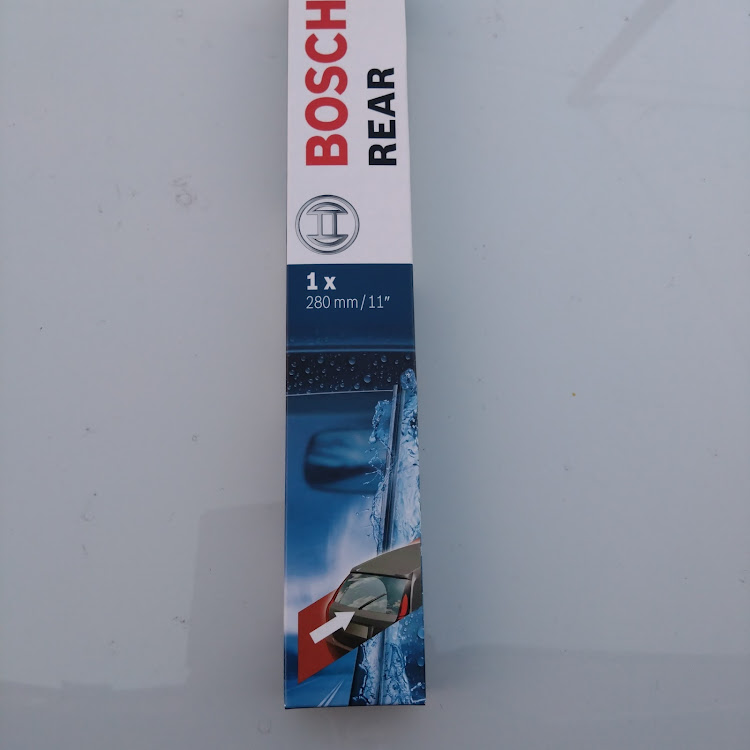 BOSCH
REAR
1 x
280 mm / 11"